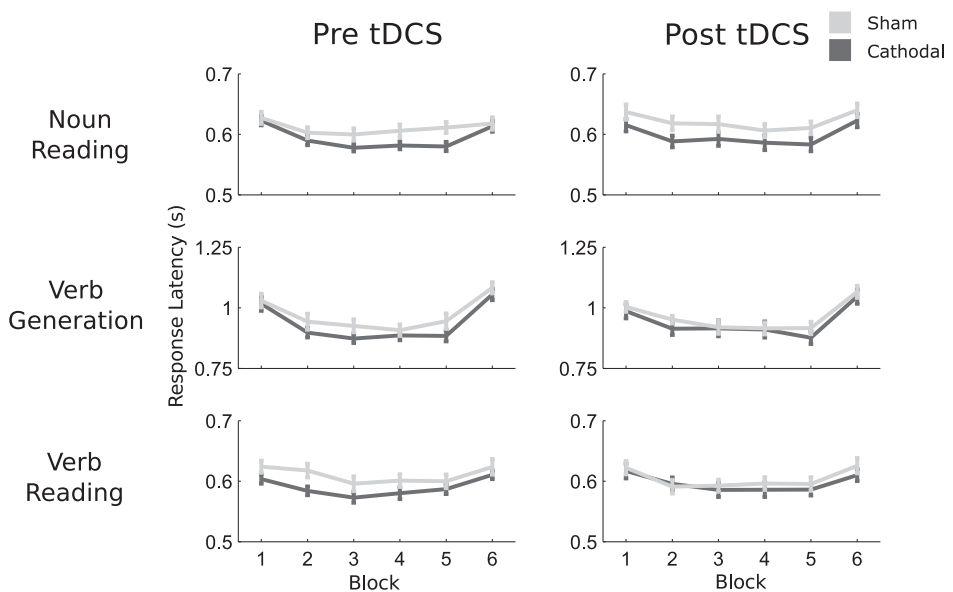 Pre tDCS
Post tDCS
Sham
Cathodal
Noun
Reading
0.7
0.6
0.5
0.7
0.6
0.5
Response Latency (s)
Verb
Generation
1.25
1
0.75
1.25
1
0.75
Verb
Reading
0.7
0.6
0.5
0.7
0.6
0.5
1 2 3 4 5 6
Block
1 2 3 4 5 6
Block